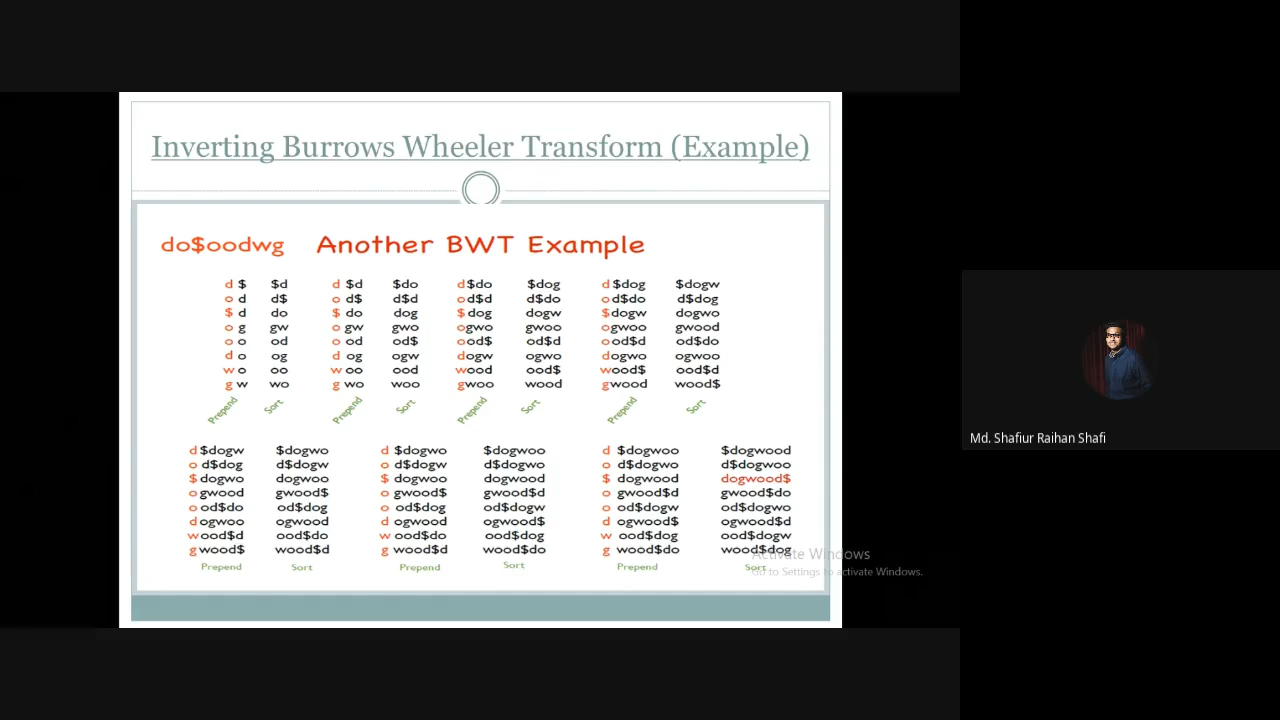 Inverting Burrows Wheeler Transform (Example)
do$oodwg Another BWT Example
d $ $d d $d $do d $do $dog d $dog $dogw
o d d$ o d$ d$d o d$d d$do o d$do d$dog
$ d do $ do dog $ dog dogw $ dogw dogwo
o g gw o gw gwo o gwo gwoo o gwoo gwood
o o od o od od$ o od$ od$d o od$d od$do
d o og d og ogw d ogw ogwo d ogwo ogwoo
w o oo w oo ood w ood ood$ w ood$ ood$d
g w wo g wo woo g woo wood g wood wood$
Prepend Sort Prepend Sort Prepend Sort Prepend Sort
d $dogw $dogwo d $dogwo $dogwoo d $dogwoo $dogwood
o d$dog d$dogw o d$dogw d$dogwo o d$dogwo d$dogwoo
$ dogwo dogwoo $ dogwoo dogwood $ dogwood dogwood$
o gwood gwood$ o gwood$ gwood$d o gwood$d gwood$do
o od$do od$dog o od$dog od$dogw o od$dogw od$dogwo
d ogwoo ogwood d ogwood ogwood$ d ogwood$ ogwood$d
w ood$d ood$do w ood$do ood$dog w ood$dog ood$dogw
g wood$ wood$d g wood$d wood$do g wood$do wood$dog
Prepend Sort Prepend Sort Prepend Sort
Activate Windows
Go to Settings to activate Windows.
Md. Shafiur Raihan Shafi